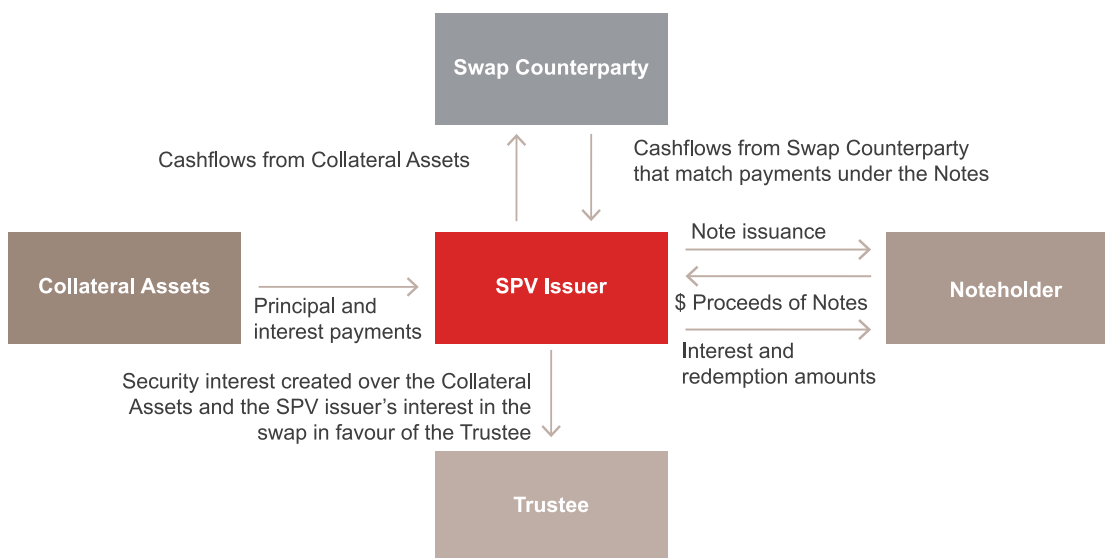 Swap Counterparty
Cashflows from Collateral Assets
Cashflows from Swap Counterparty
that match payments under the Notes
Collateral Assets
Principal and
interest payments
SPV Issuer
Note issuance
$ Proceeds of Notes
Interest and
redemption amounts
Noteholder
Security interest created over the Collateral
Assets and the SPV issuer’s interest in the
swap in favour of the Trustee
Trustee